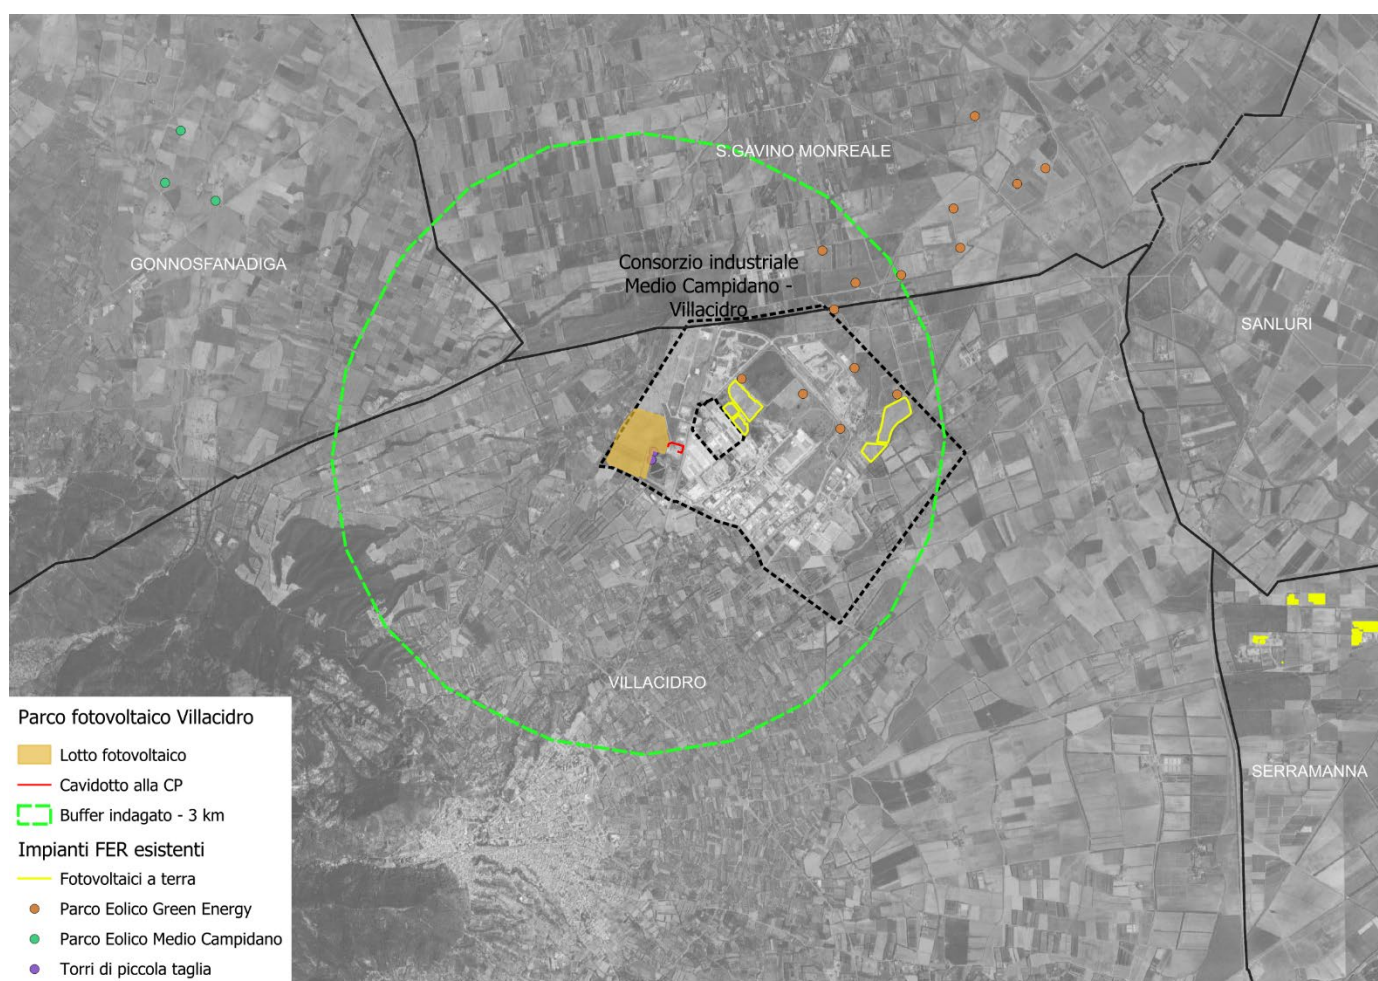 S.GAVINO MONREALE
GONNOSFANADIGA
Consorzio industriale
Medio Campidano -
Villacidro
SANLURI
VILLACIDRO
SERRAMANNA
Parco fotovoltaico Villacidro
Lotto fotovoltaico
Cavidotto alla CP
Buffer indagato - 3 km
Impianti FER esistenti
Fotovoltaici a terra
Parco Eolico Green Energy
Parco Eolico Medio Campidano
Torri di piccola taglia